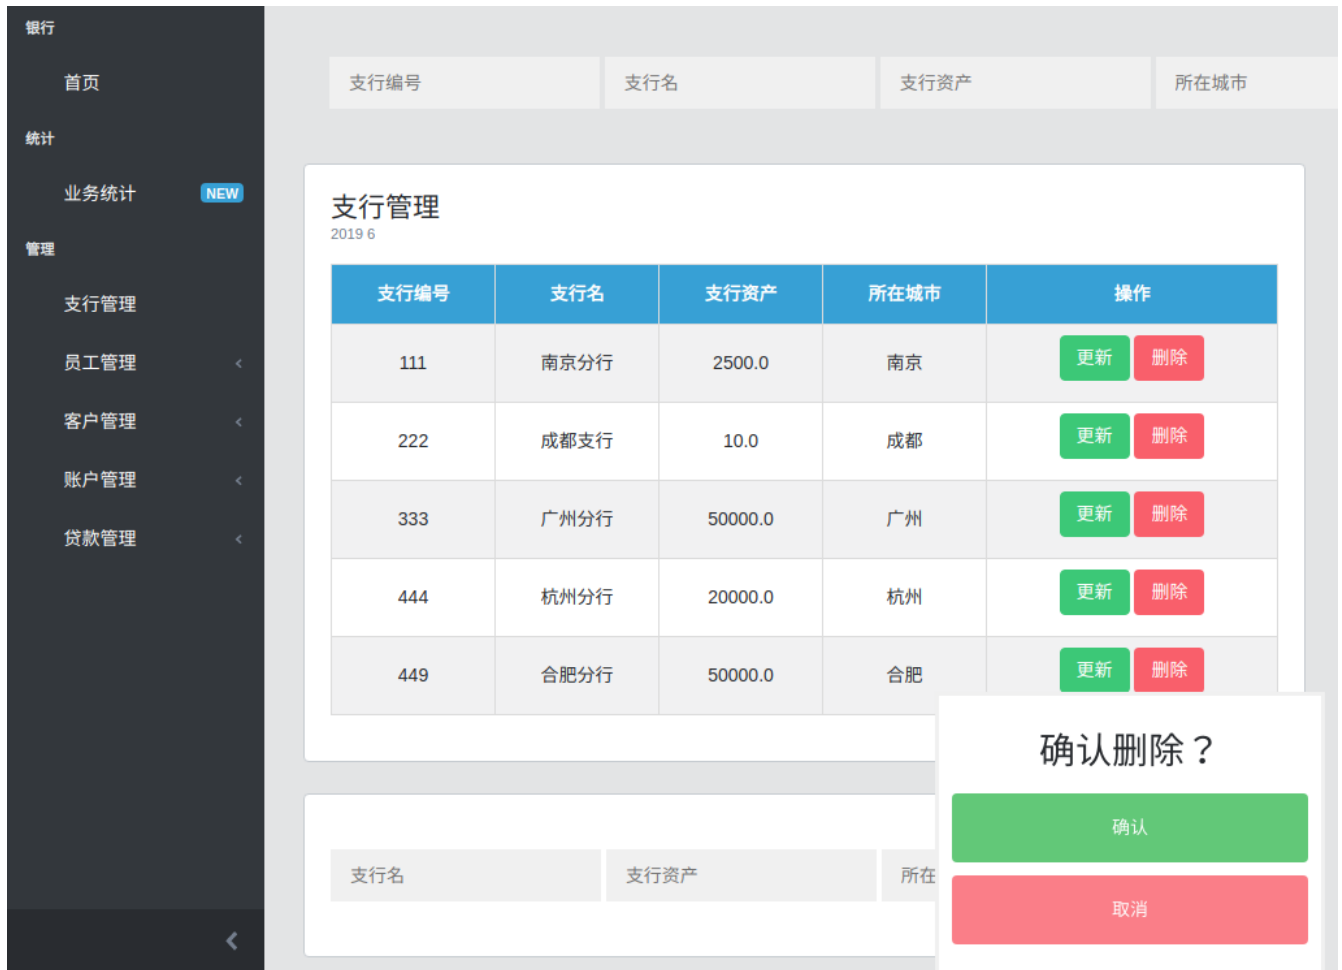 银行
首页
统计
业务统计 NEW
管理
支行管理
员工管理
客户管理
账户管理
贷款管理
支行编号 支行名 支行资产 所在城市
支行管理
2019 6
支行编号 支行名 支行资产 所在城市 操作
111 南京分行 2500.0 南京 更新 删除
222 成都支行 10.0 成都 更新 删除
333 广州分行 50000.0 广州 更新 删除
444 杭州分行 20000.0 杭州 更新 删除
449 合肥分行 50000.0 合肥 更新 删除
支行名 支行资产 所在
确认删除？
确认
取消